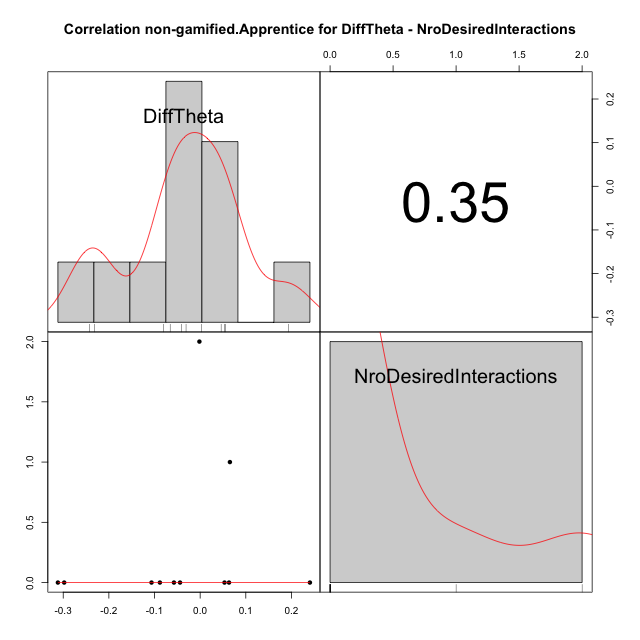 Correlation non-gamified.Apprentice for DiffTheta - NroDesiredInteractions
0.0 0.5 1.0 1.5 2.0
DiffTheta
0.35
0.2
0.1
0.0
-0.1
-0.2
-0.3
NroDesiredInteractions
2.0
1.5
1.0
0.5
0.0
-0.3 -0.2 -0.1 0.0 0.1 0.2